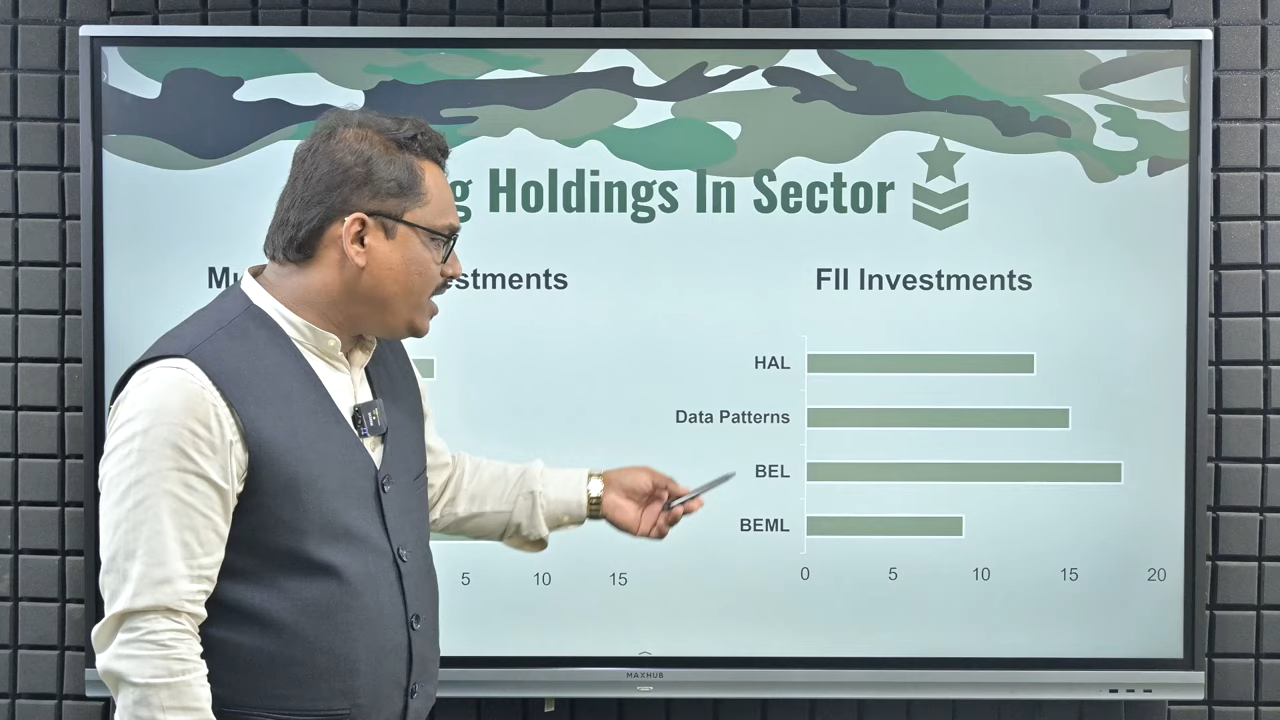 g Holdings In Sector
Mu estments
FII Investments
HAL
Data Patterns
BEL
BEML
5 10 15
0 5 10 15 20
MAXHUB